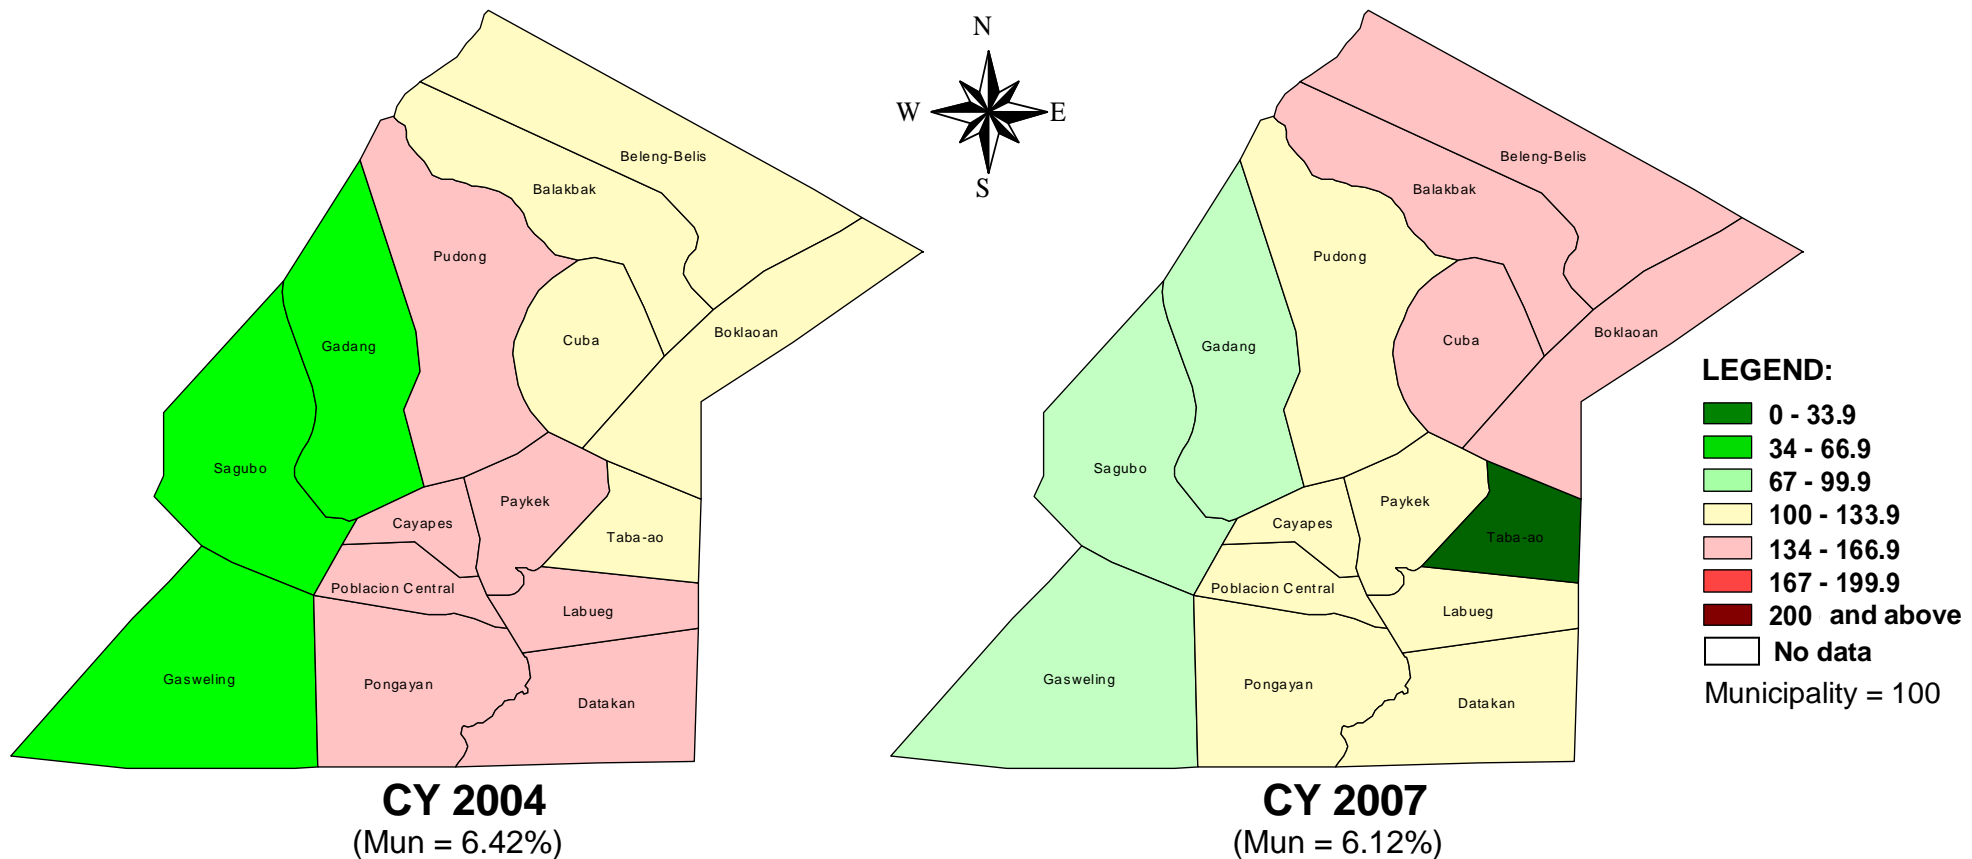 N
W
E
S
Beleng-Belis
Balakbak
Pudong
Gadang
Cuba
Boklaoan
Sagubo
Paykek
Cayapes
Taba-ao
Poblacion Central
Labueg
Gasweling
Pongayan
Datakan
CY 2004
(Mun = 6.42%)
Beleng-Belis
Balakbak
Pudong
Gadang
Cuba
Boklaoan
Sagubo
Paykek
Cayapes
Taba-ao
Poblacion Central
Labueg
Gasweling
Pongayan
Datakan
CY 2007
(Mun = 6.12%)
LEGEND:
0 - 33.9
34 - 66.9
67 - 99.9
100 - 133.9
134 - 166.9
167 - 199.9
200 and above
No data
Municipality = 100